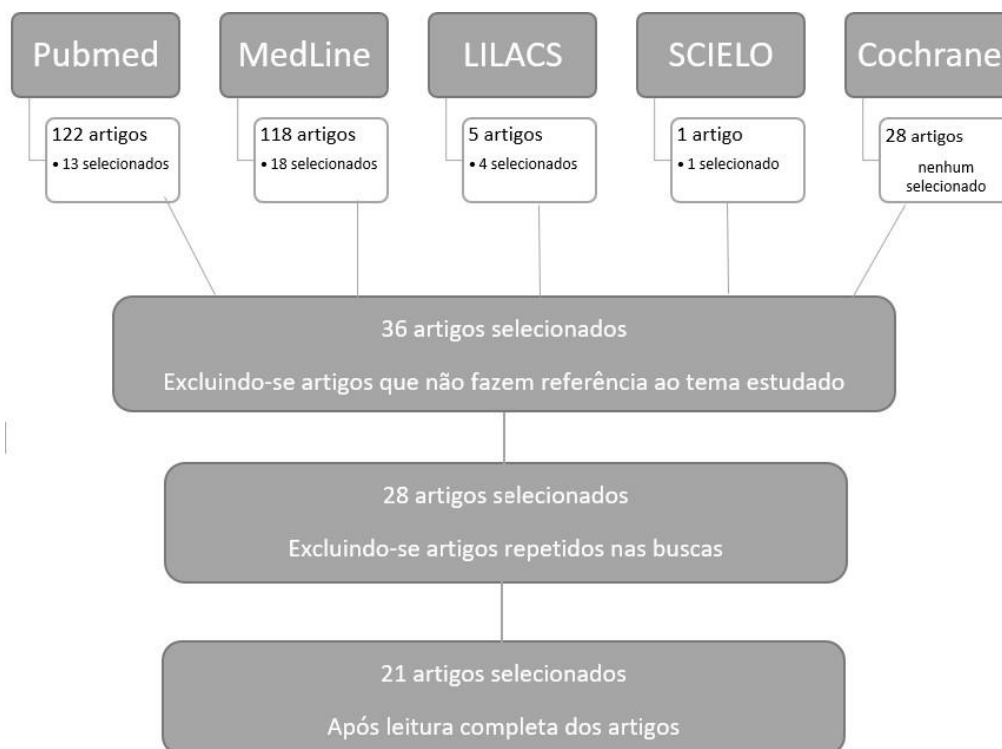 Pubmed
MedLine
LILACS
SCIELO
Cochrane
122 artigos
• 13 selecionados
118 artigos
• 18 selecionados
5 artigos
• 4 selecionados
1 artigo
• 1 selecionado
28 artigos
nenhum
selecionado
36 artigos selecionados
Excluindo-se artigos que não fazem referência ao tema estudado
28 artigos selecionados
Excluindo-se artigos repetidos nas buscas
21 artigos selecionados
Após leitura completa dos artigos